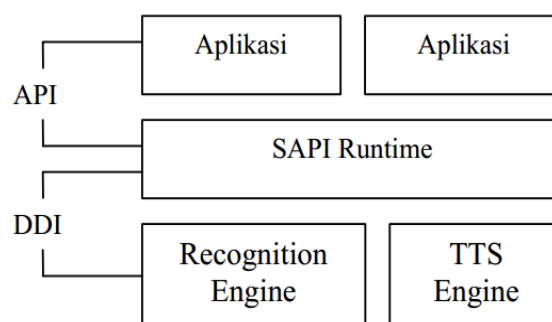 Aplikasi
Aplikasi
API
SAPI Runtime
DDI
Recognition
Engine
TTS
Engine